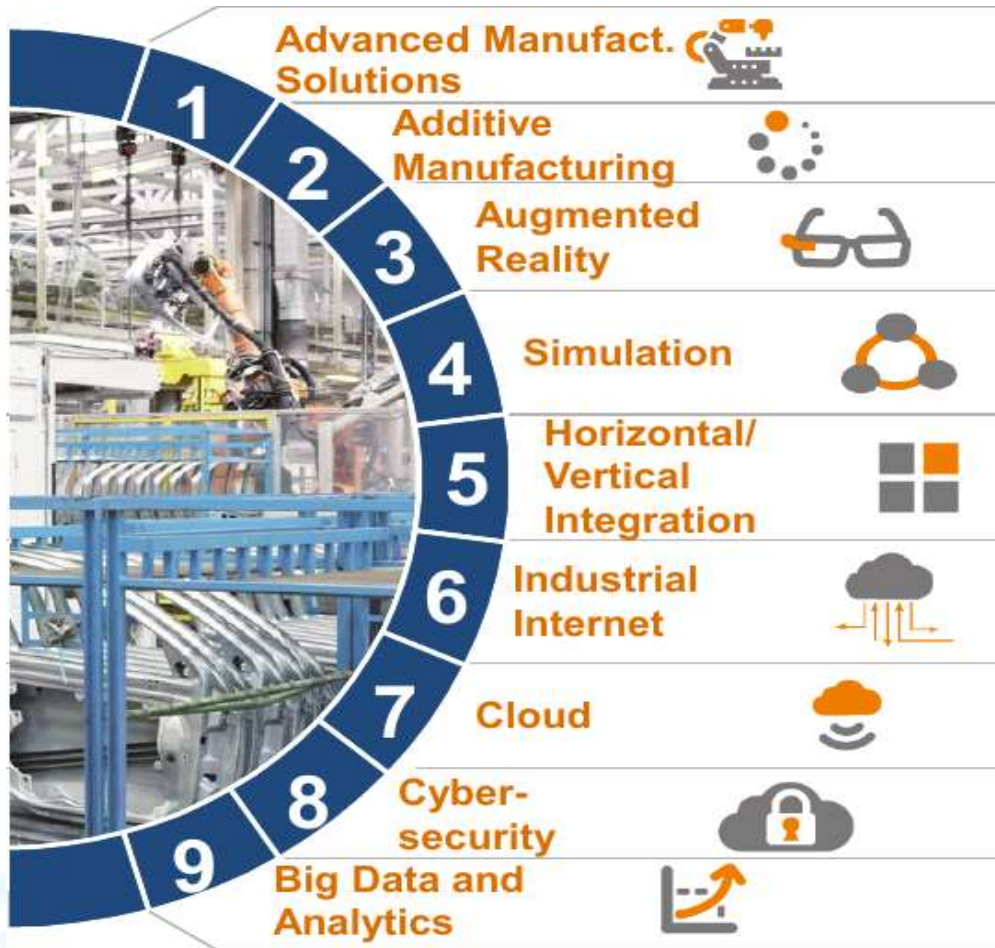 1
Advanced Manufact.
Solutions
2
Additive
Manufacturing
3
Augmented
Reality
4
Simulation
5
Horizontal/
Vertical
Integration
6
Industrial
Internet
7
Cloud
8
Cyber-
security
9
Big Data and
Analytics